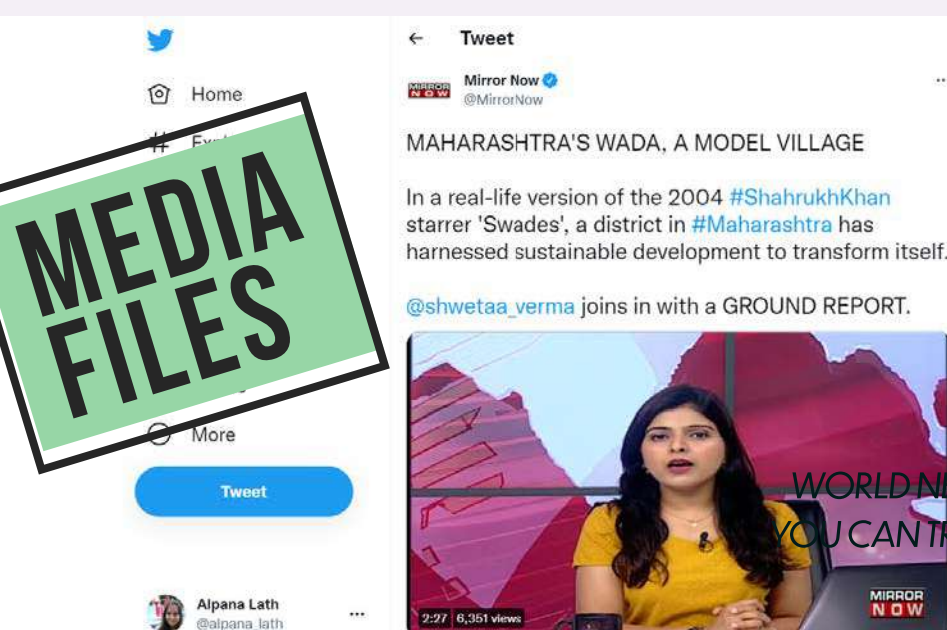 Home
MEDIA
FILES
More
Tweet
Alpana Lath
@alpana_lath
Tweet
MIRROR
NOW
Mirror Now
@MirrorNow
MAHARASHTRA'S WADA, A MODEL VILLAGE
In a real-life version of the 2004 #ShahrukhKhan
starrer 'Swades', a district in #Maharashtra has
harnessed sustainable development to transform itself.
@shwetaa_verma joins in with a GROUND REPORT.
WORLD
YOU CAN
2:27 6,351 views
MIRROR
NOW